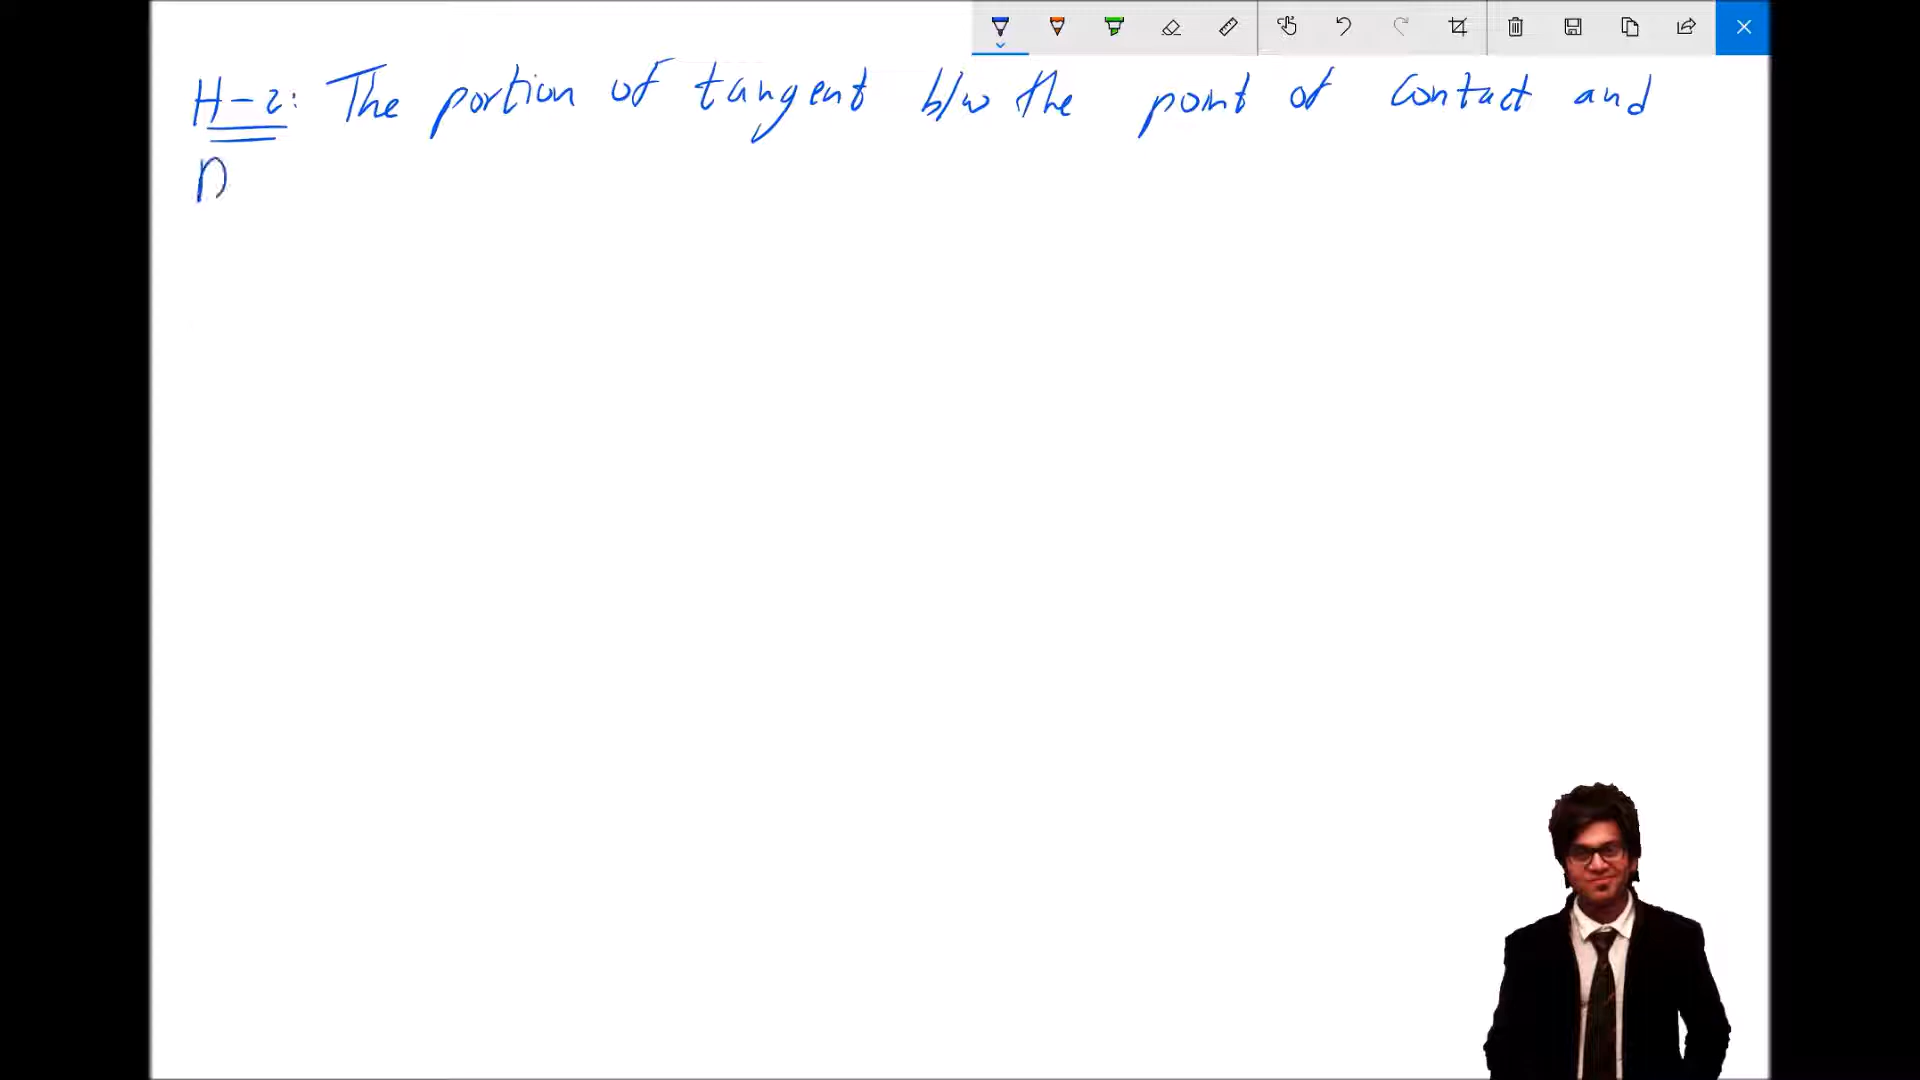 H-2: The portion of tangent b/w the point of contact and